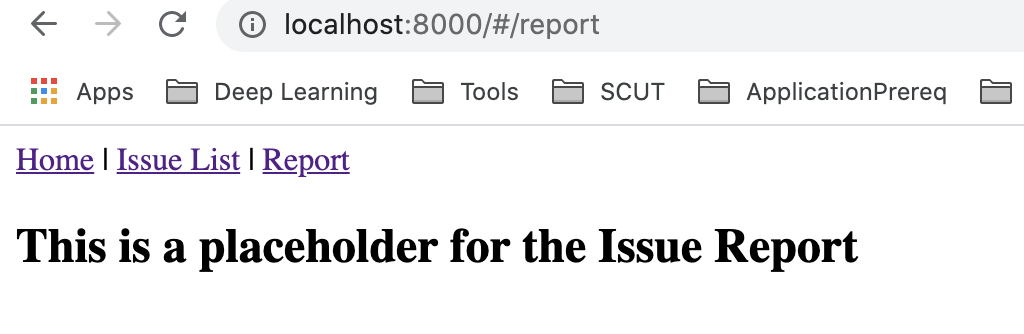 localhost:8000/#/report
Apps Deep Learning Tools SCUT ApplicationPrereq
Home | Issue List | Report
This is a placeholder for the Issue Report